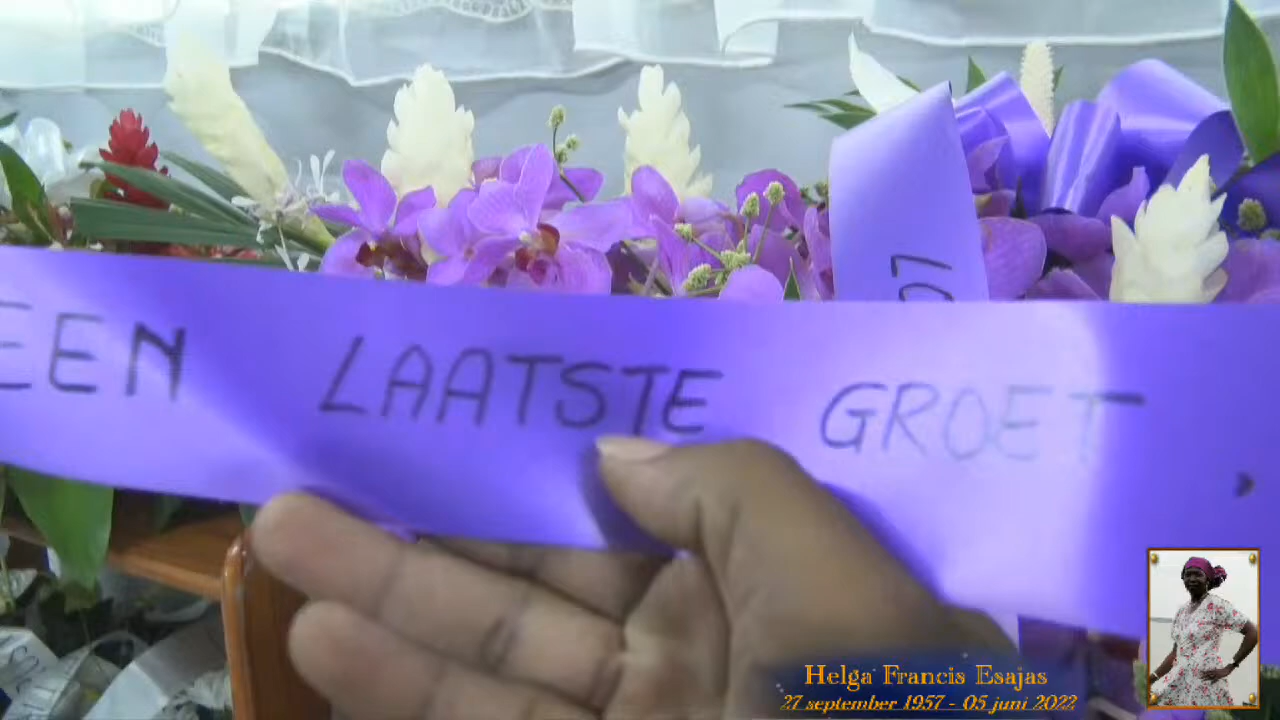 EEN LAATSTE GROET
Helga Francis Esajas
27 september 1957 - 05 juni 2022